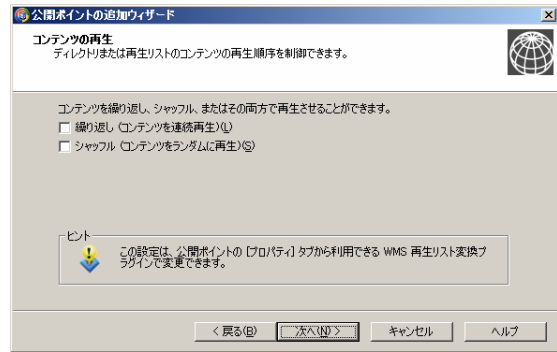 公開ポイントの追加ウィザード
コンテンツの再生
ディレクトリまたは再生リストのコンテンツの再生順序を制御できます。
コンテンツを繰り返し、シャッフル、またはその両方で再生させることができます。
繰り返し (コンテンツを連続再生)(L)
シャッフル (コンテンツをランダムに再生)(S)
ヒント
この設定は、公開ポイントの [プロパティ] タブから利用できる WMS 再生リスト変換プ
ラグインで変更できます。
< 戻る(B) 次へ(N) > キャンセル ヘルプ